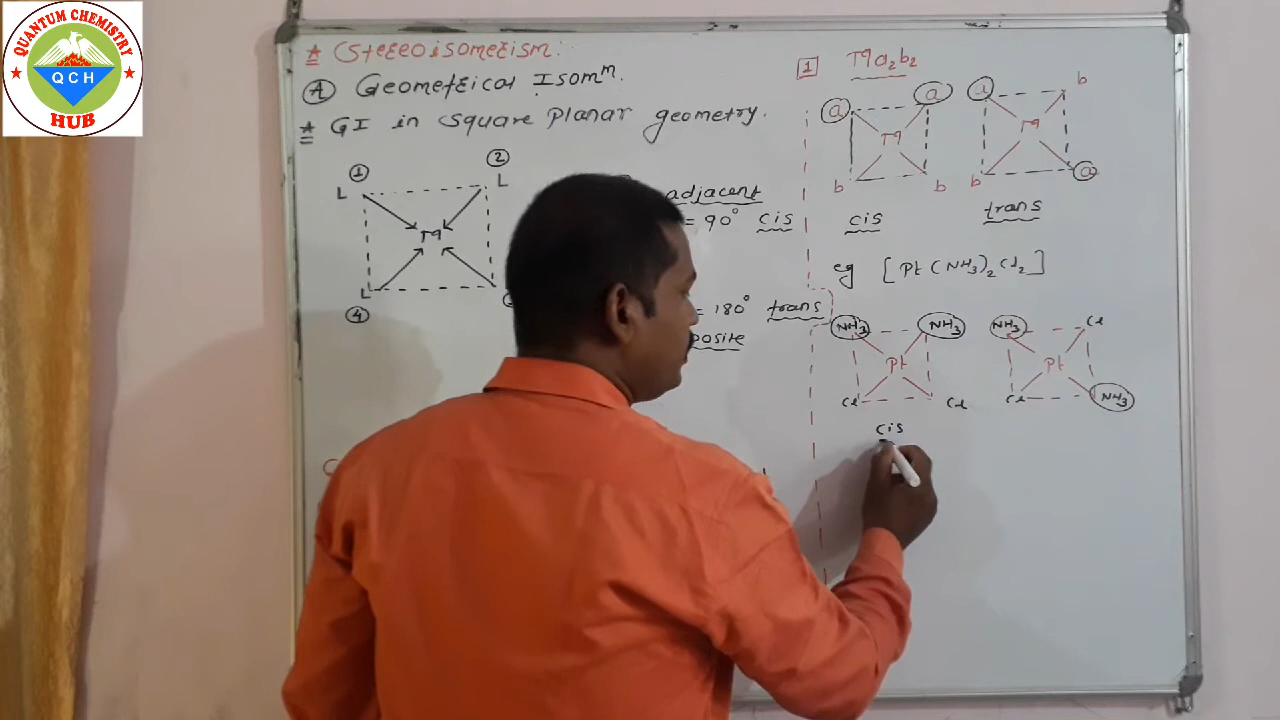 QUANTUM CHEMISTRY
QCH
HUB
* Stereoisomerism:
A Geometrical Isomᵐ.
* GI in square planar geometry.
1 2
L L
M
L
4
adjacent
= 90° cis
= 180° trans
posite
1 Ma₂b₂
a a a b
M M
b b b a
cis trans
eg [Pt(NH₃)₂Cl₂]
NH₃ NH₃ NH₃ Cl
Pt Pt
Cl Cl Cl NH₃
cis